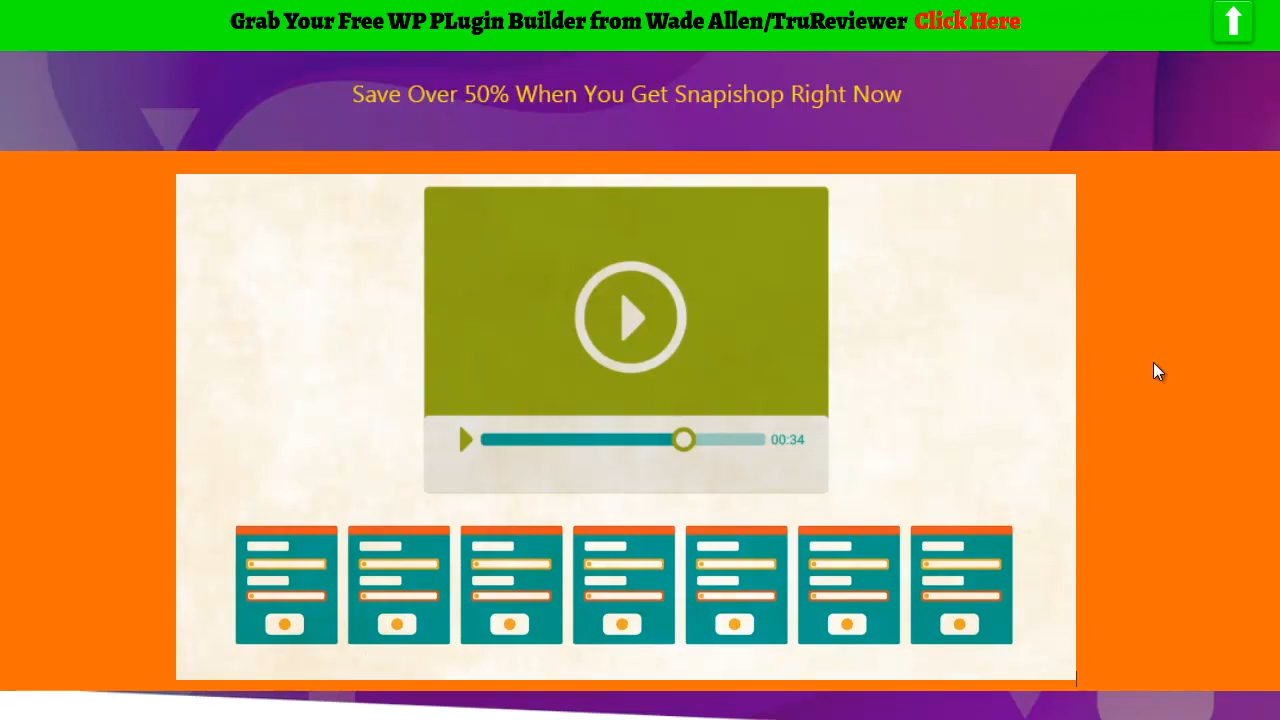 Grab Your Free WP PLugin Builder from Wade Allen/TruReviewer Click Here
Save Over 50% When You Get Snapishop Right Now
00:34